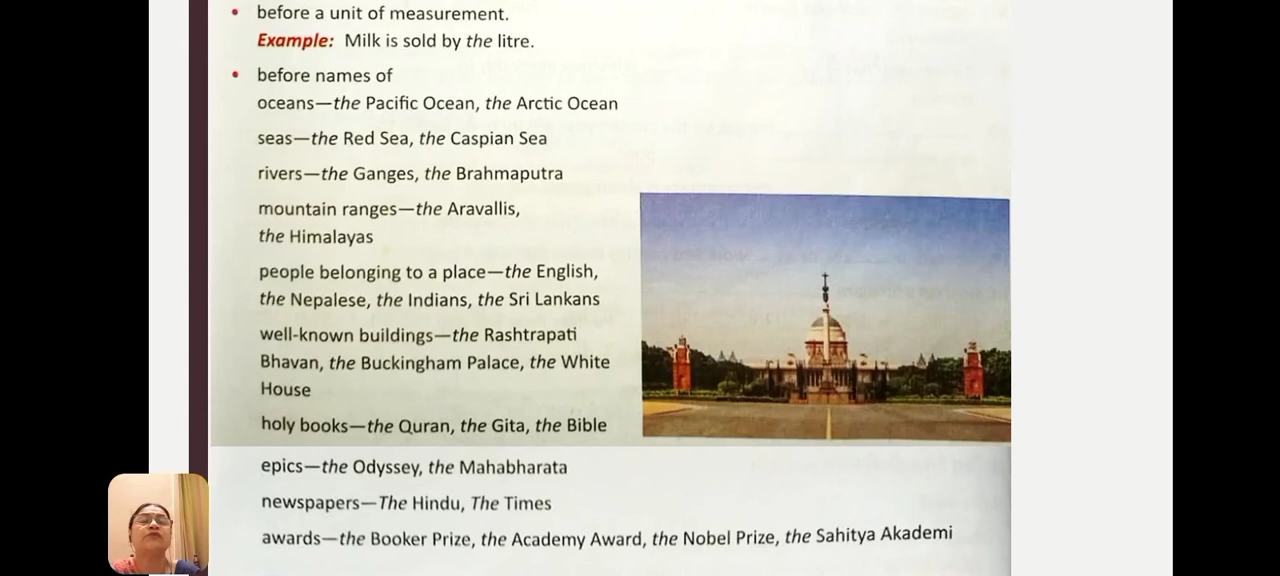 • before a unit of measurement.
Example: Milk is sold by the litre.
• before names of
oceans—the Pacific Ocean, the Arctic Ocean
seas—the Red Sea, the Caspian Sea
rivers—the Ganges, the Brahmaputra
mountain ranges—the Aravallis,
the Himalayas
people belonging to a place—the English,
the Nepalese, the Indians, the Sri Lankans
well-known buildings—the Rashtrapati
Bhavan, the Buckingham Palace, the White
House
holy books—the Quran, the Gita, the Bible
epics—the Odyssey, the Mahabharata
newspapers—The Hindu, The Times
awards—the Booker Prize, the Academy Award, the Nobel Prize, the Sahitya Akademi